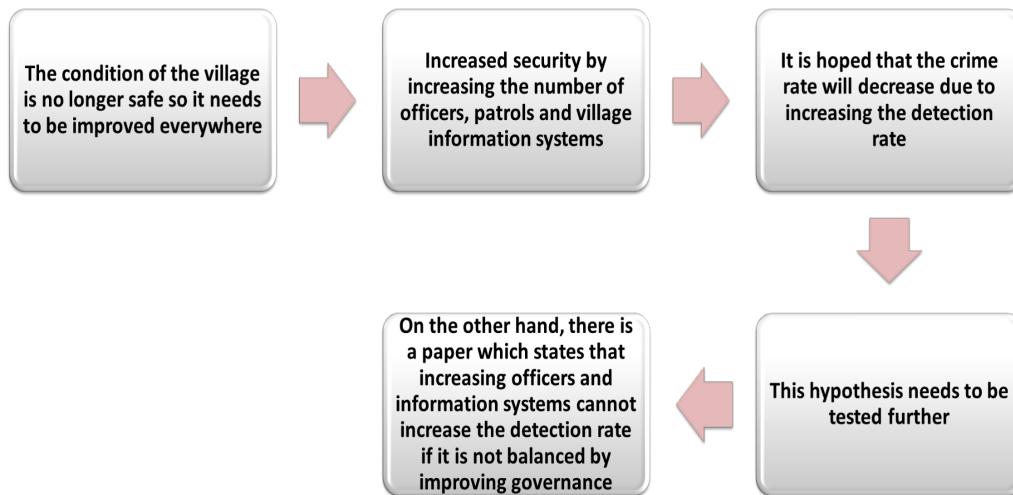 The condition of the village
is no longer safe so it needs
to be improved everywhere
Increased security by
increasing the number of
officers, patrols and village
information systems
It is hoped that the crime
rate will decrease due to
increasing the detection
rate
This hypothesis needs to be
tested further
On the other hand, there is
a paper which states that
increasing officers and
information systems cannot
increase the detection rate
if it is not balanced by
improving governance